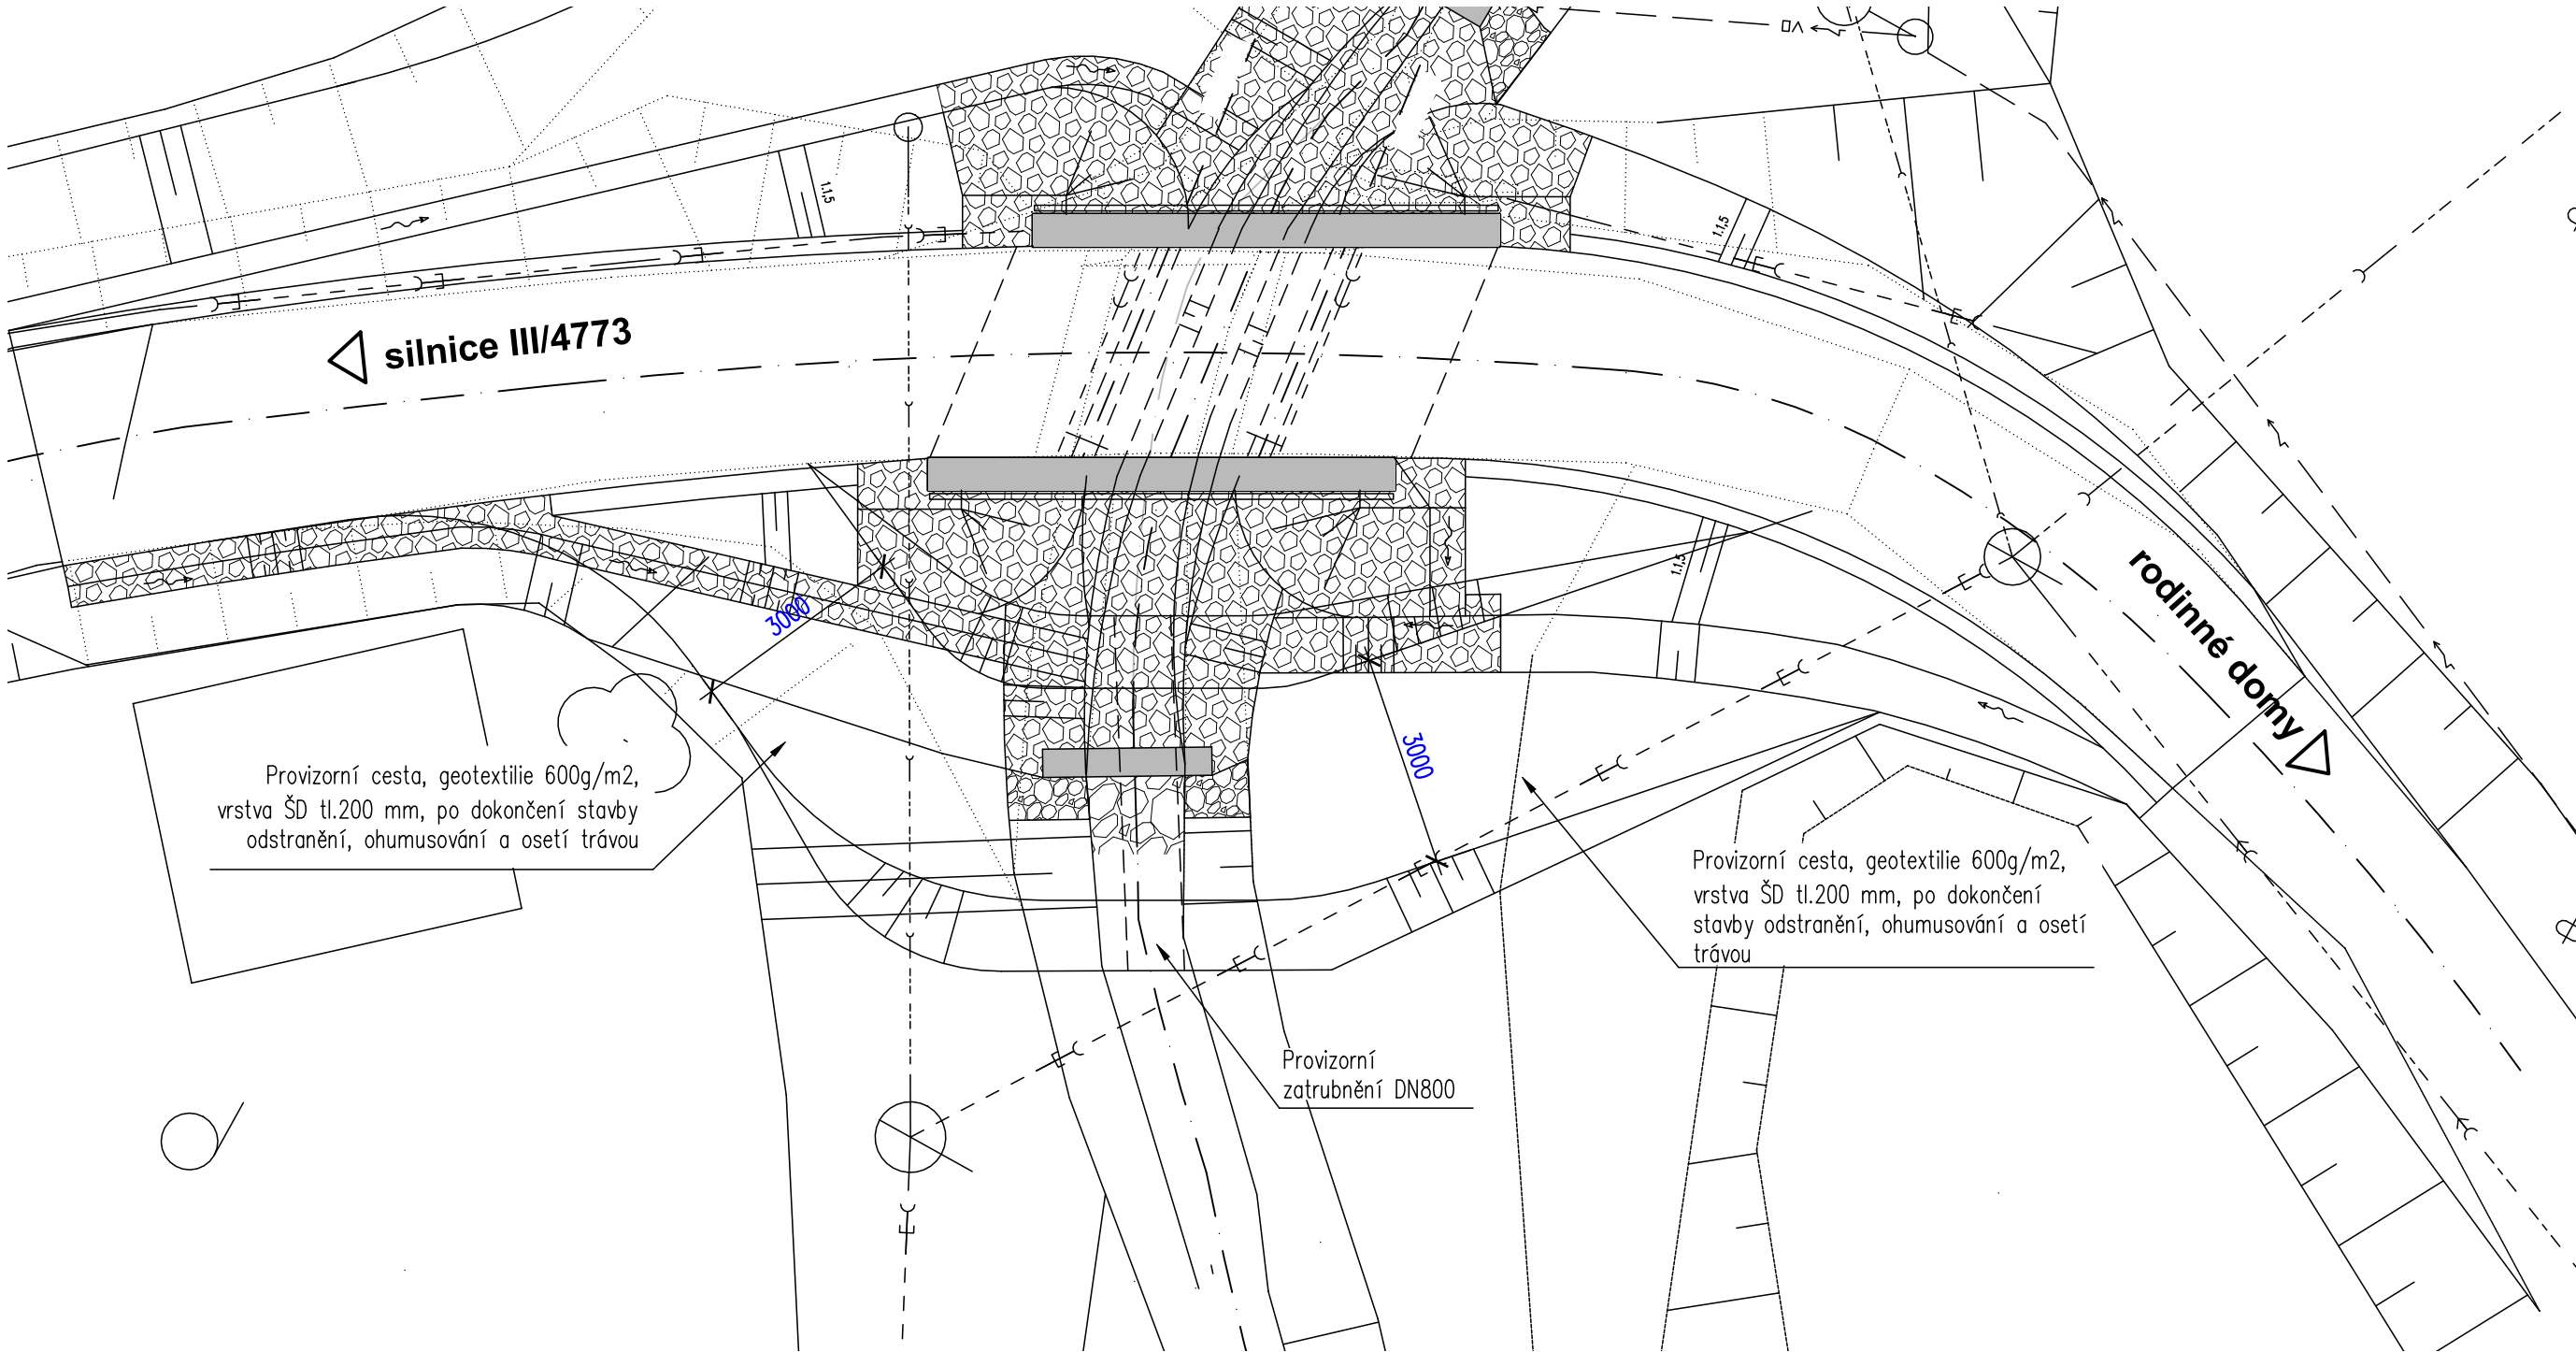 VO
1:1,5
1:1,5
silnice III/4773
rodinné domy
1:1,5
3000
3000
Provizorní cesta, geotextilie 600g/m2,
vrstva ŠD tl.200 mm, po dokončení stavby
odstranění, ohumusování a osetí trávou
Provizorní cesta, geotextilie 600g/m2,
vrstva ŠD tl.200 mm, po dokončení
stavby odstranění, ohumusování a osetí
trávou
Provizorní
zatrubnění DN800